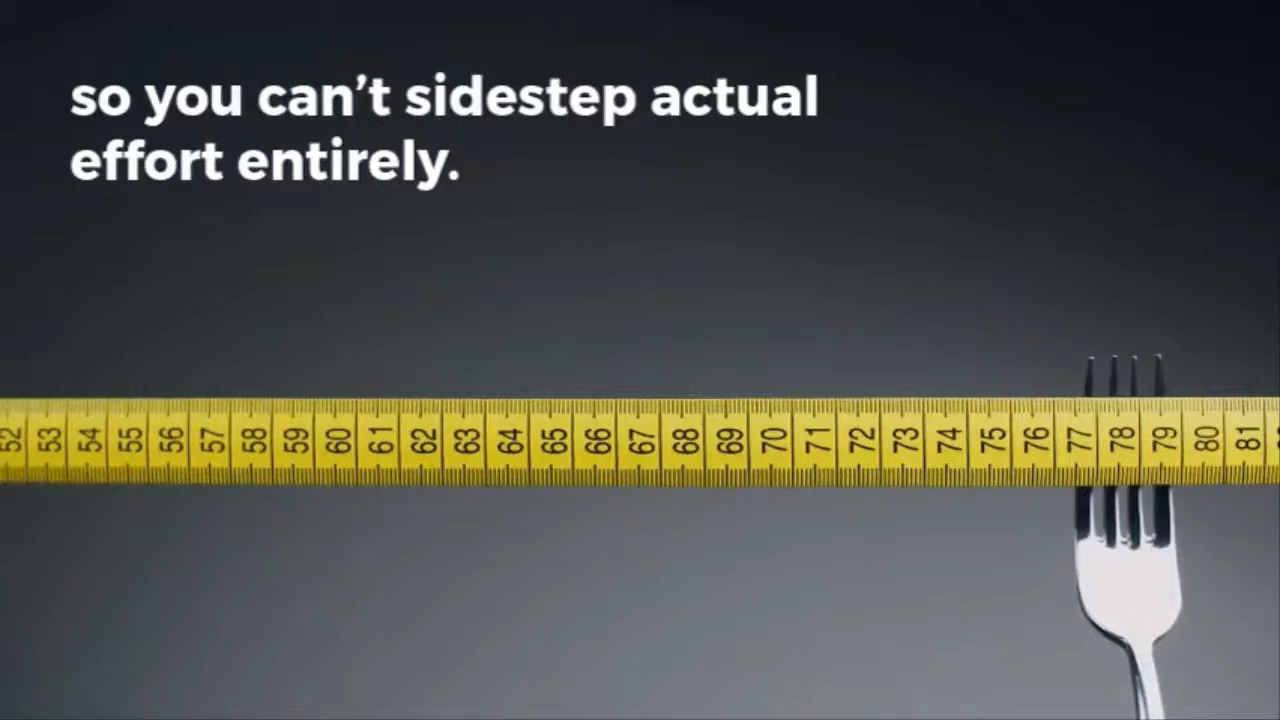 so you can’t sidestep actual
effort entirely.
52 53 54 55 56 57 58 59 60 61 62 63 64 65 66 67 68 69 70 71 72 73 74 75 76 77 78 79 80 81